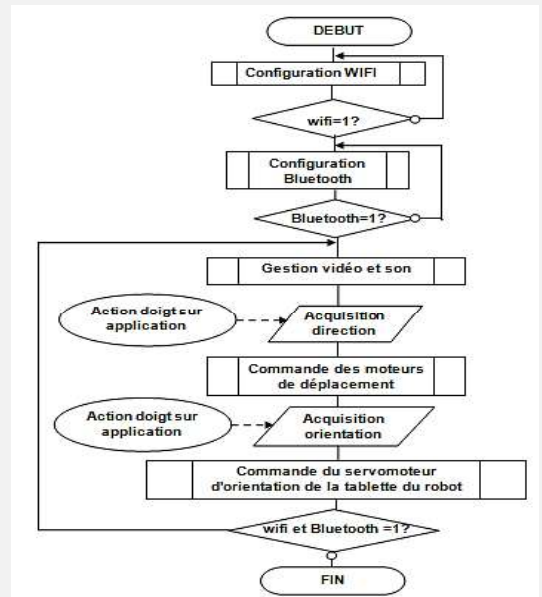 DEBUT
Configuration WIFI
wifi=1?
Configuration
Bluetooth
Bluetooth=1?
Gestion vidéo et son
Action doigt sur
application
Acquisition
direction
Commande des moteurs
de déplacement
Action doigt sur
application
Acquisition
orientation
Commande du servomoteur
d'orientation de la tablette du robot
wifi et Bluetooth =1?
FIN